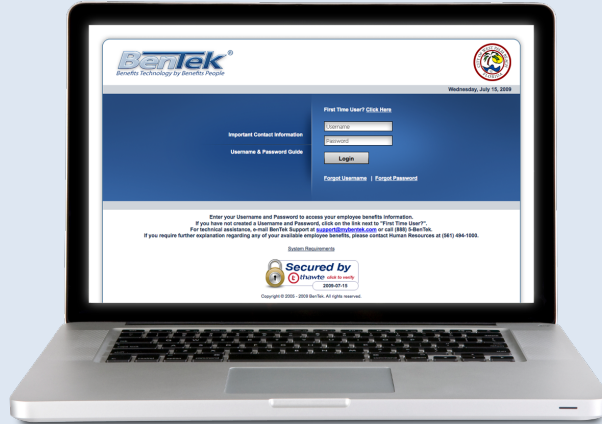 BenTek®
Benefits Technology by Benefits People
Wednesday, July 15, 2009
First Time User? Click Here
Important Contact Information
Username
Password
Username & Password Guide
Login
Forgot Username | Forgot Password
Enter your Username and Password to access your employee benefits information.
If you have not created a Username and Password, click on the link next to "First Time User?".
For technical assistance, e-mail BenTek Support at support@mybentek.com or call (888) 5-BenTek.
If you require further explanation regarding any of your available employee benefits, please contact Human Resources at (561) 494-1000.
System Requirements
Secured by
thawte click to verify
2009-07-15
Copyright © 2005 - 2009 BenTek, All rights reserved.